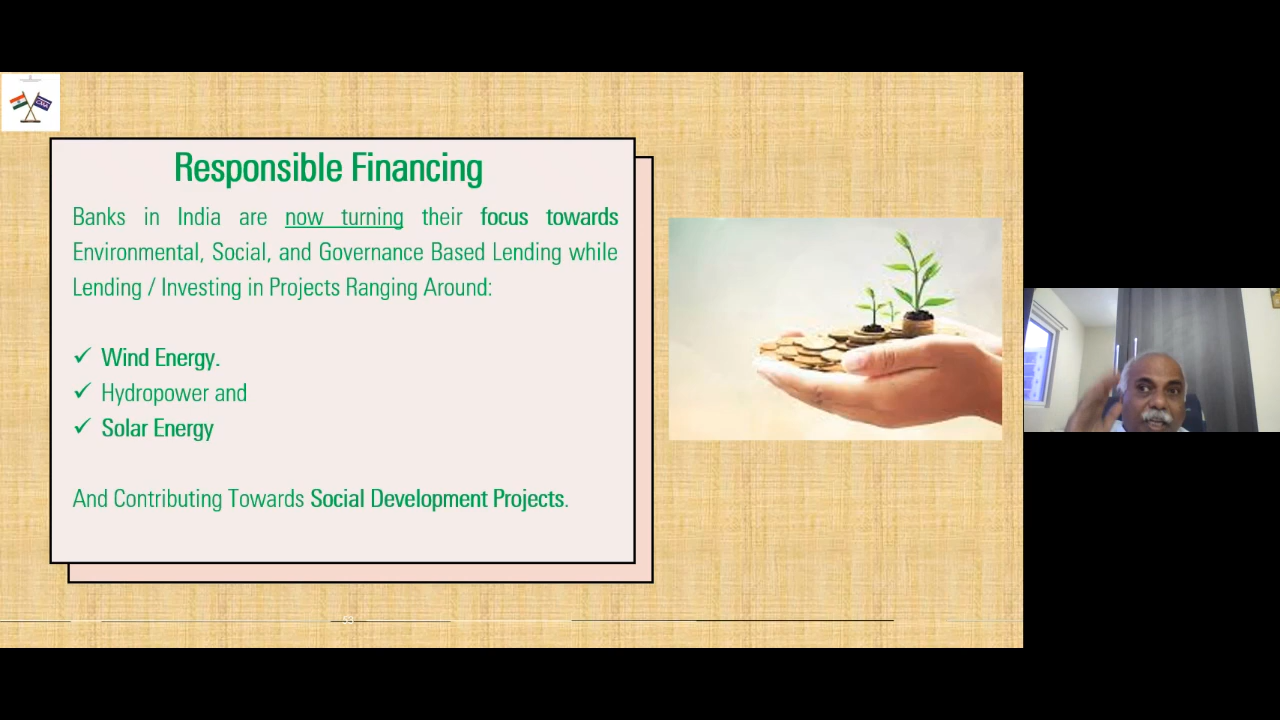 Responsible Financing
Banks in India are now turning their focus towards
Environmental, Social, and Governance Based Lending while
Lending / Investing in Projects Ranging Around:
✓ Wind Energy.
✓ Hydropower and
✓ Solar Energy
And Contributing Towards Social Development Projects.